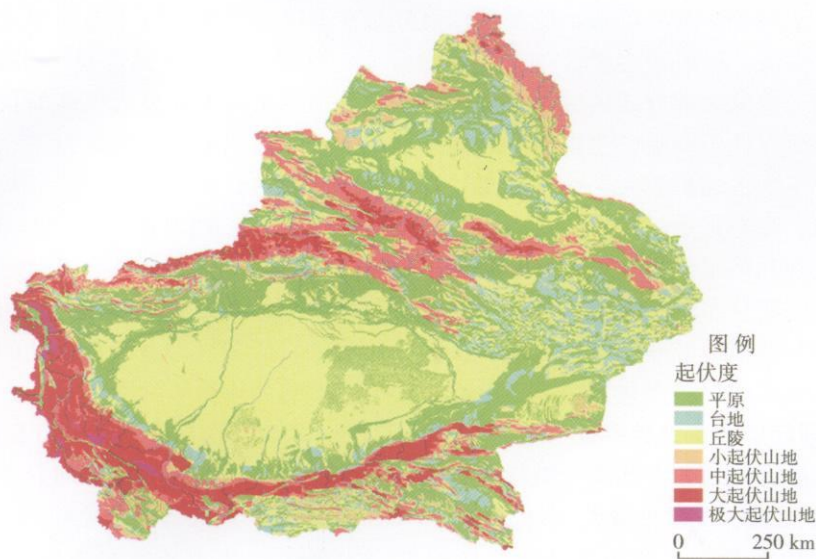 图例
起伏度
平原
台地
丘陵
小起伏山地
中起伏山地
大起伏山地
极大起伏山地
0 250 km